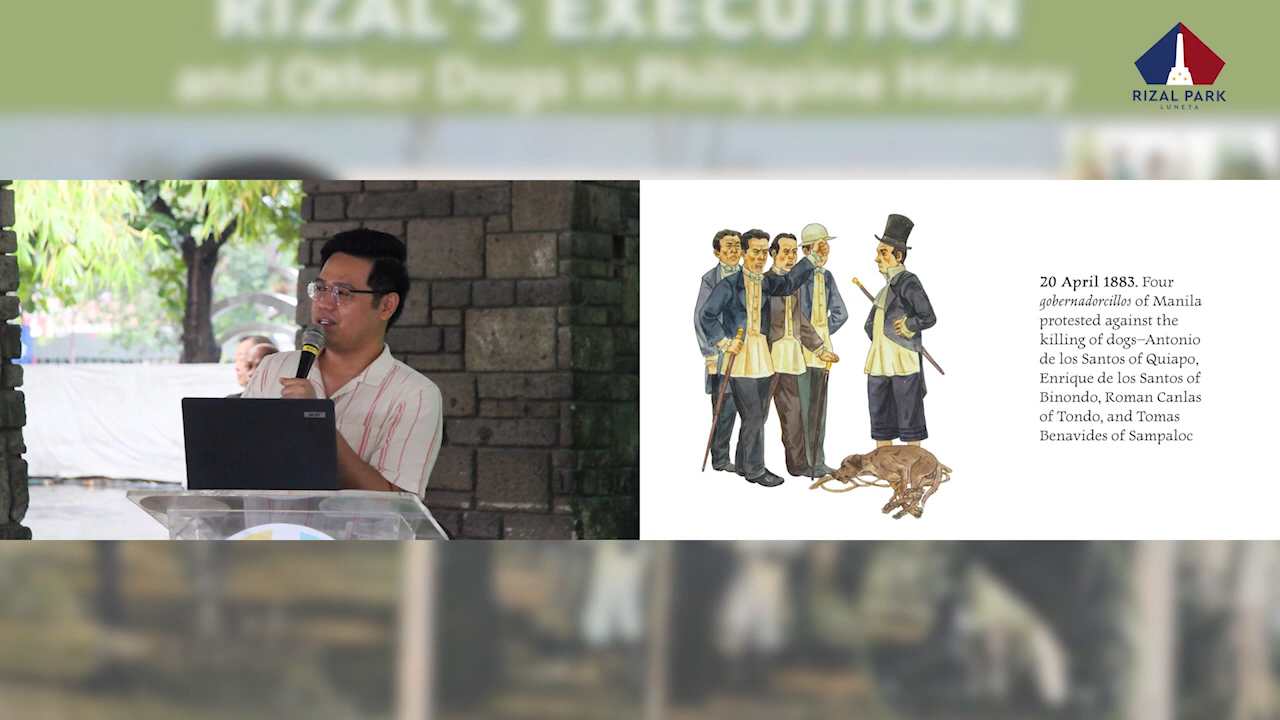 RIZAL'S EXECUTION
and Other Dogs in Philippine History
RIZAL PARK
LUNETA
acer
20 April 1883. Four
gobernadorcillos of Manila
protested against the
killing of dogs—Antonio
de los Santos of Quiapo,
Enrique de los Santos of
Binondo, Roman Canlas
of Tondo, and Tomas
Benavides of Sampaloc